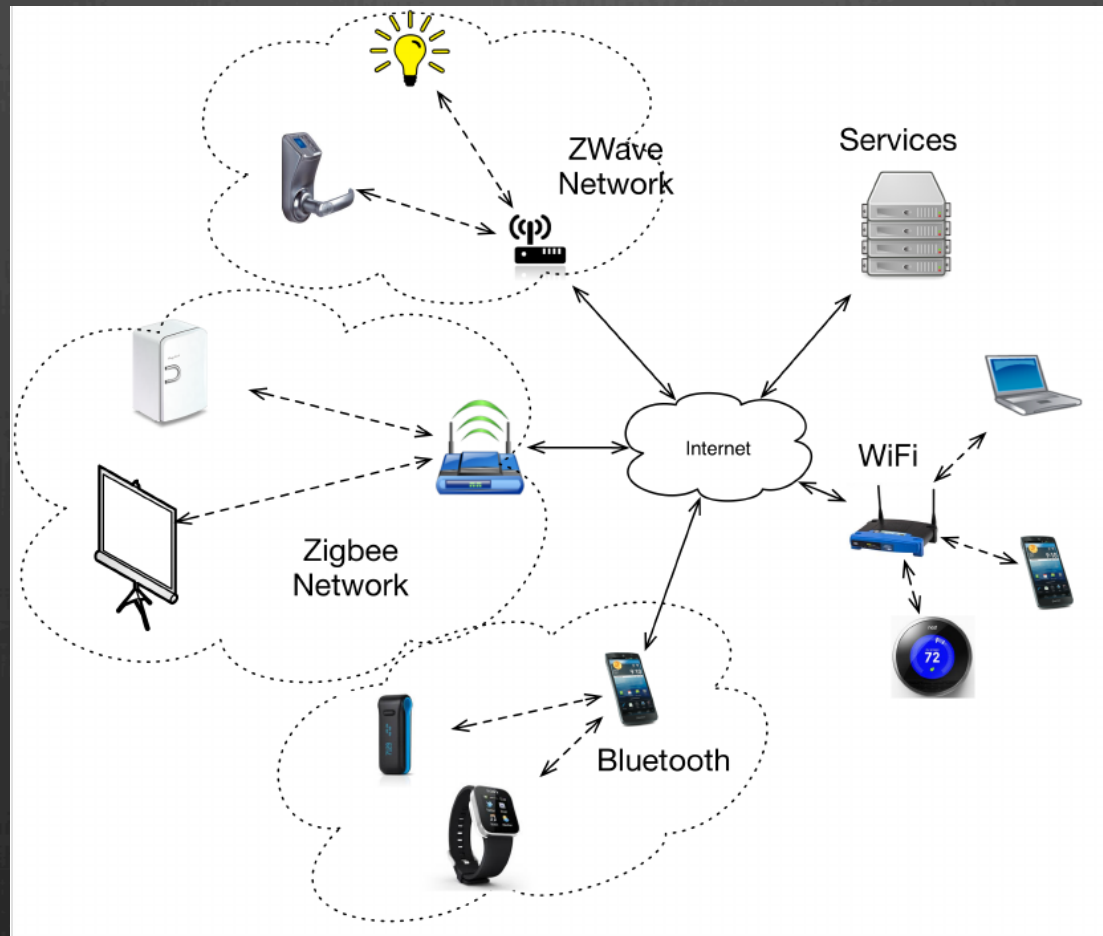 ZWave
Network
Services
Internet
WiFi
Zigbee
Network
72
Bluetooth